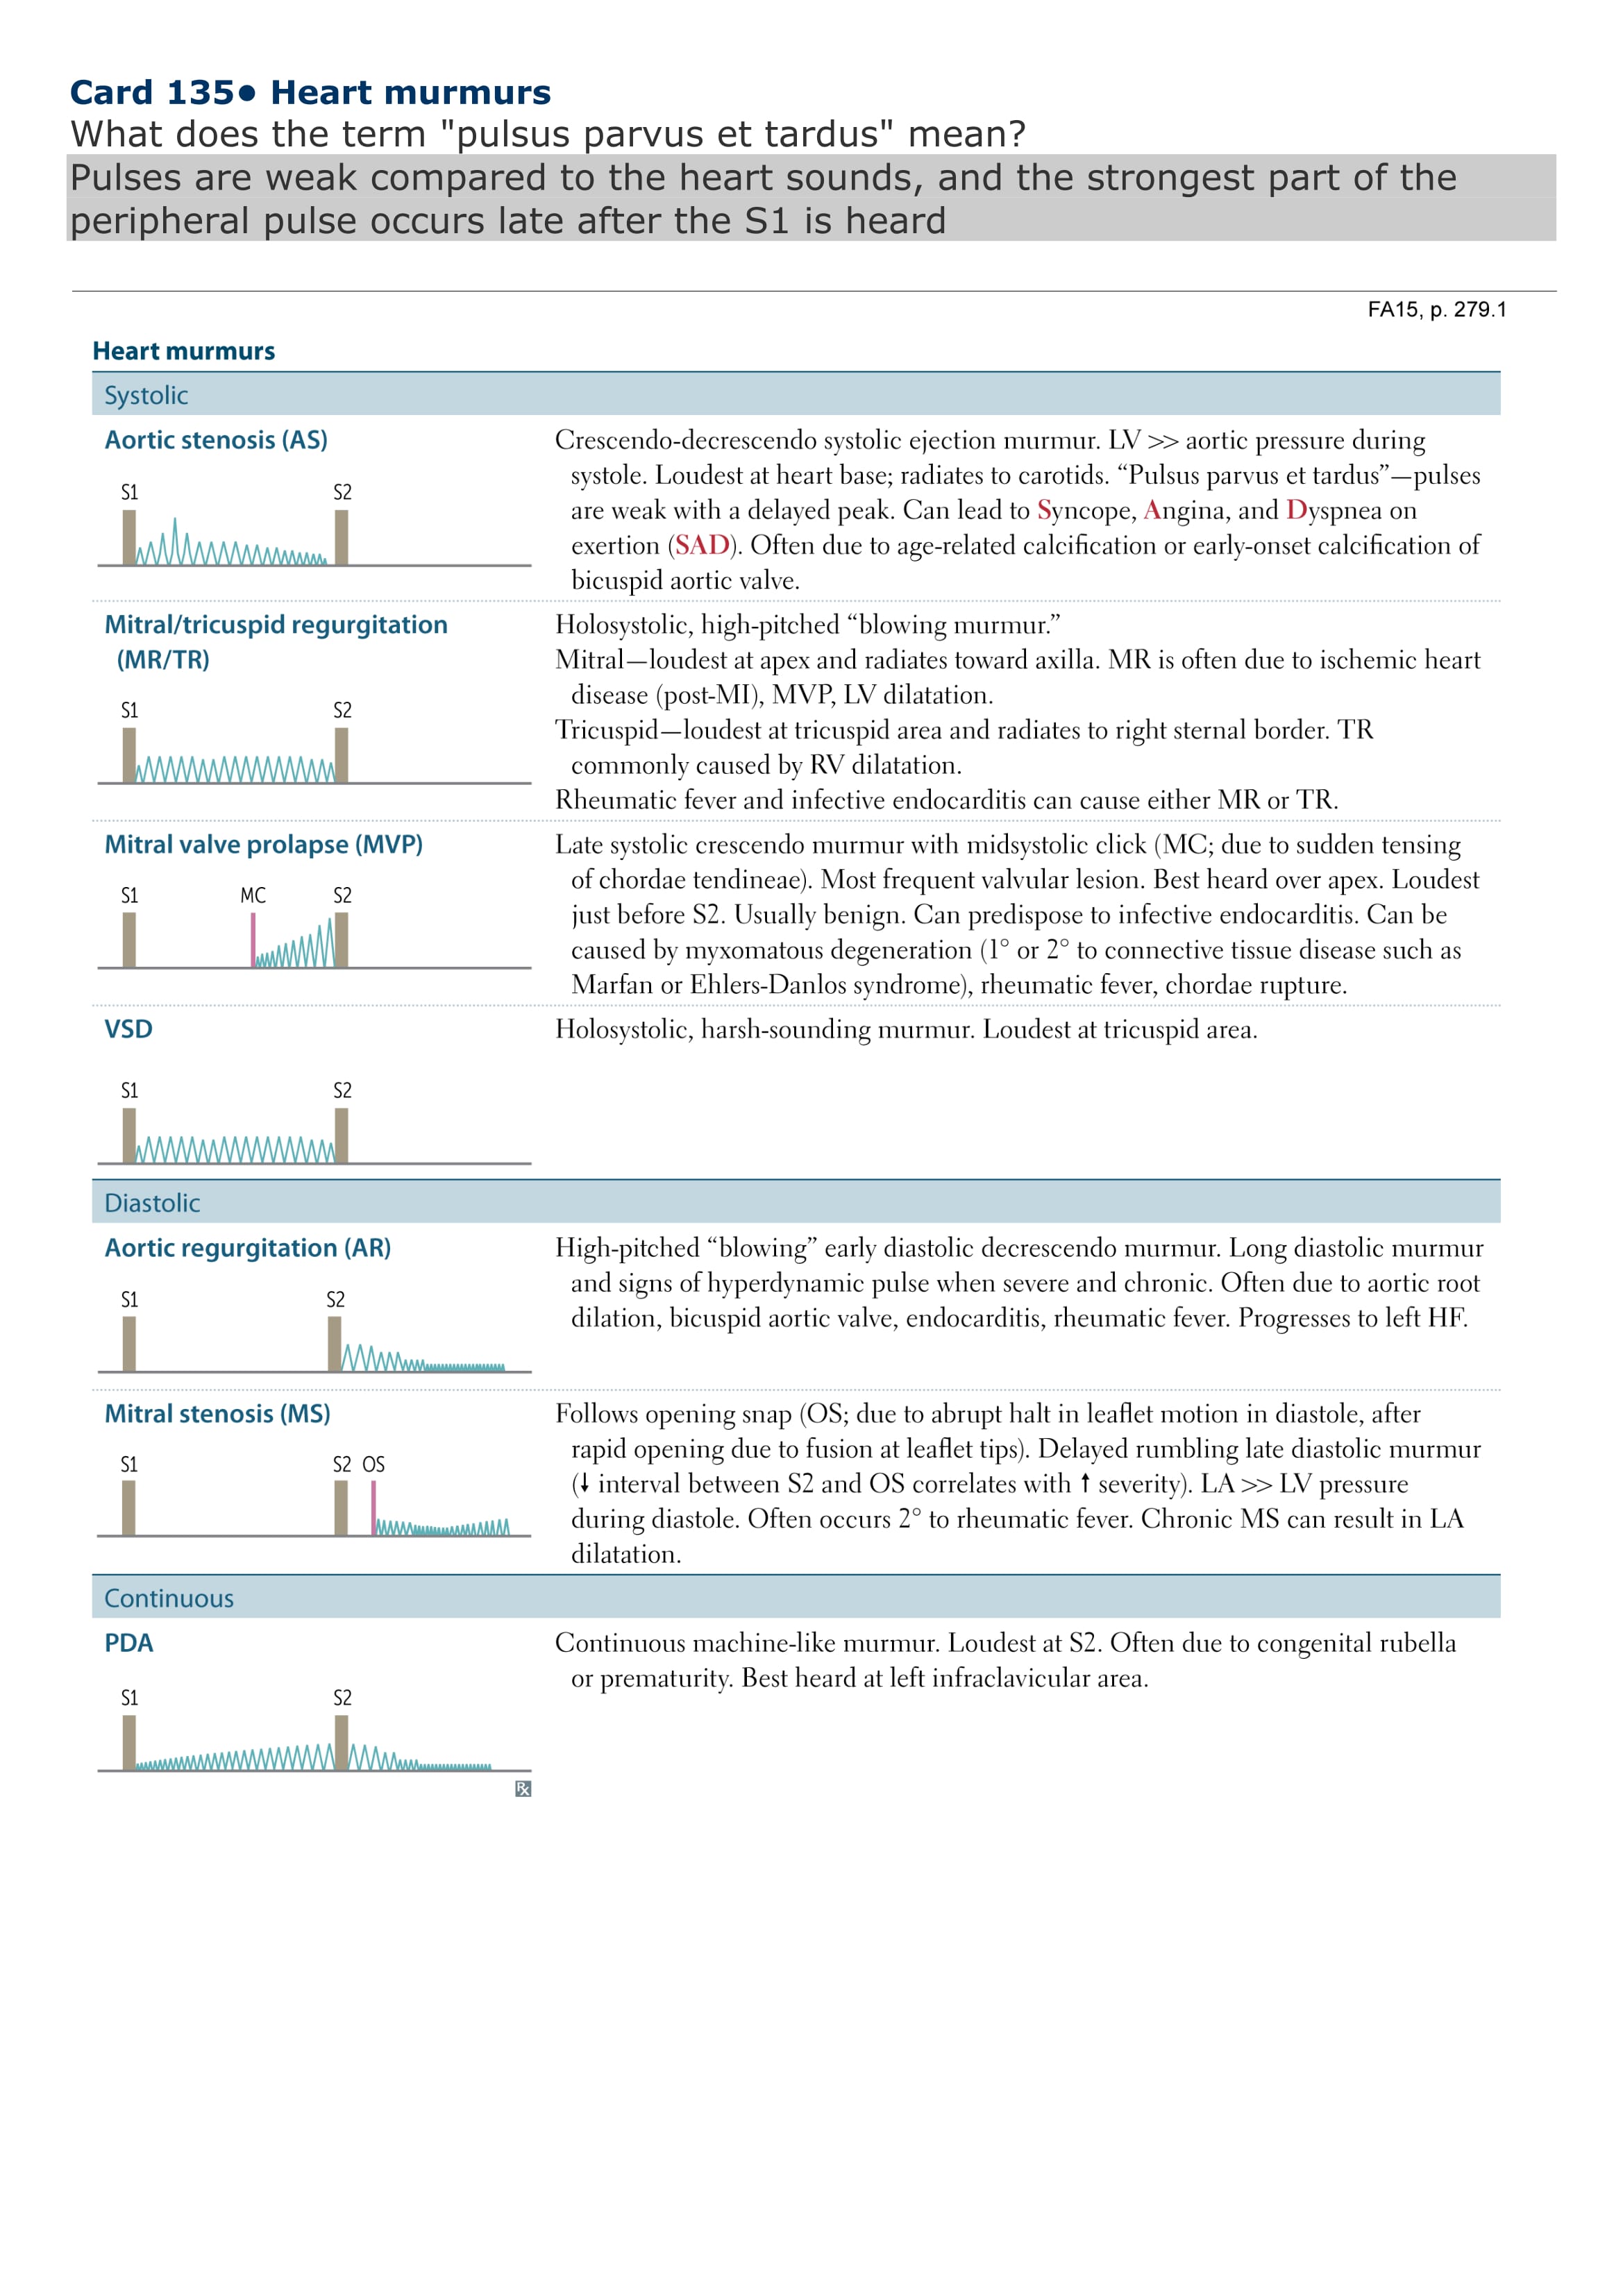 Card 135• Heart murmurs
What does the term "pulsus parvus et tardus" mean?
Pulses are weak compared to the heart sounds, and the strongest part of the
peripheral pulse occurs late after the S1 is heard
FA15, p. 279.1
Heart murmurs
Systolic
Aortic stenosis (AS)
S1 S2
Crescendo-decrescendo systolic ejection murmur. LV >> aortic pressure during
systole. Loudest at heart base; radiates to carotids. “Pulsus parvus et tardus”—pulses
are weak with a delayed peak. Can lead to Syncope, Angina, and Dyspnea on
exertion (SAD). Often due to age-related calcification or early-onset calcification of
bicuspid aortic valve.
Mitral/tricuspid regurgitation
(MR/TR)
S1 S2
Holosystolic, high-pitched “blowing murmur.”
Mitral—loudest at apex and radiates toward axilla. MR is often due to ischemic heart
disease (post-MI), MVP, LV dilatation.
Tricuspid—loudest at tricuspid area and radiates to right sternal border. TR
commonly caused by RV dilatation.
Rheumatic fever and infective endocarditis can cause either MR or TR.
Mitral valve prolapse (MVP)
S1 MC S2
Late systolic crescendo murmur with midsystolic click (MC; due to sudden tensing
of chordae tendineae). Most frequent valvular lesion. Best heard over apex. Loudest
just before S2. Usually benign. Can predispose to infective endocarditis. Can be
caused by myxomatous degeneration (1° or 2° to connective tissue disease such as
Marfan or Ehlers-Danlos syndrome), rheumatic fever, chordae rupture.
VSD
S1 S2
Holosystolic, harsh-sounding murmur. Loudest at tricuspid area.
Diastolic
Aortic regurgitation (AR)
S1 S2
High-pitched “blowing” early diastolic decrescendo murmur. Long diastolic murmur
and signs of hyperdynamic pulse when severe and chronic. Often due to aortic root
dilation, bicuspid aortic valve, endocarditis, rheumatic fever. Progresses to left HF.
Mitral stenosis (MS)
S1 S2 OS
Follows opening snap (OS; due to abrupt halt in leaflet motion in diastole, after
rapid opening due to fusion at leaflet tips). Delayed rumbling late diastolic murmur
(↓ interval between S2 and OS correlates with ↑ severity). LA >> LV pressure
during diastole. Often occurs 2° to rheumatic fever. Chronic MS can result in LA
dilatation.
Continuous
PDA
S1 S2
Continuous machine-like murmur. Loudest at S2. Often due to congenital rubella
or prematurity. Best heard at left infraclavicular area.
Rx